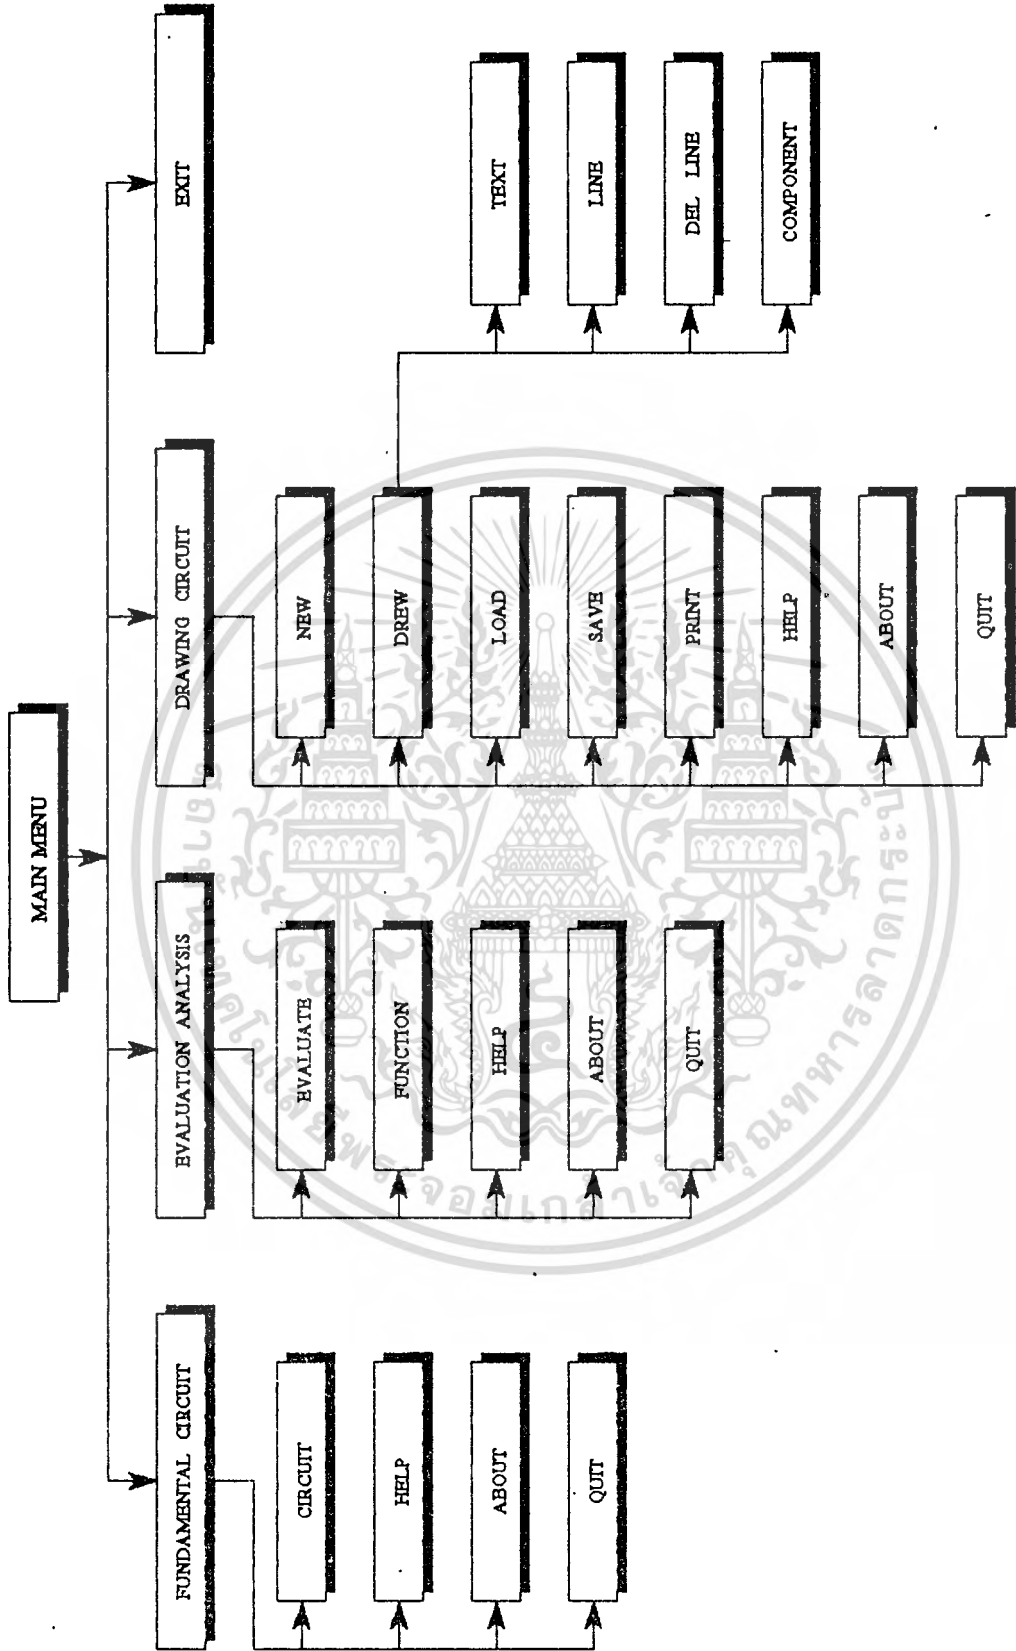 MAIN MENU
FUNDAMENTAL CIRCUIT
EVALUATION ANALYSIS
DRAWING CIRCUIT
EXIT
CIRCUIT
HELP
ABOUT
QUIT
EVALUATE
FUNCTION
HELP
ABOUT
QUIT
NEW
DREW
LOAD
SAVE
PRINT
HELP
ABOUT
QUIT
TEXT
LINE
DEL LINE
COMPONENT